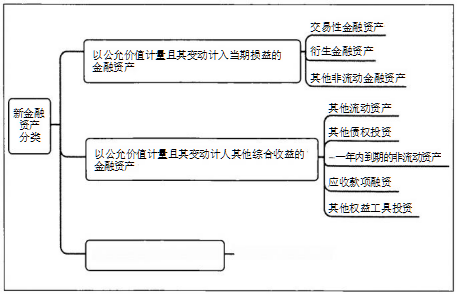 交易性金融资产
以公允价值计量且其变动计入当期损益的
金融资产
衍生金融资产
其他非流动金融资产
新金融
资产
分类
其他流动资产
其他债权投资
以公允价值计量且其变动计人其他综合收益的
金融资产
一年内到期的非流动资产
应收款项融资
其他权益工具投资